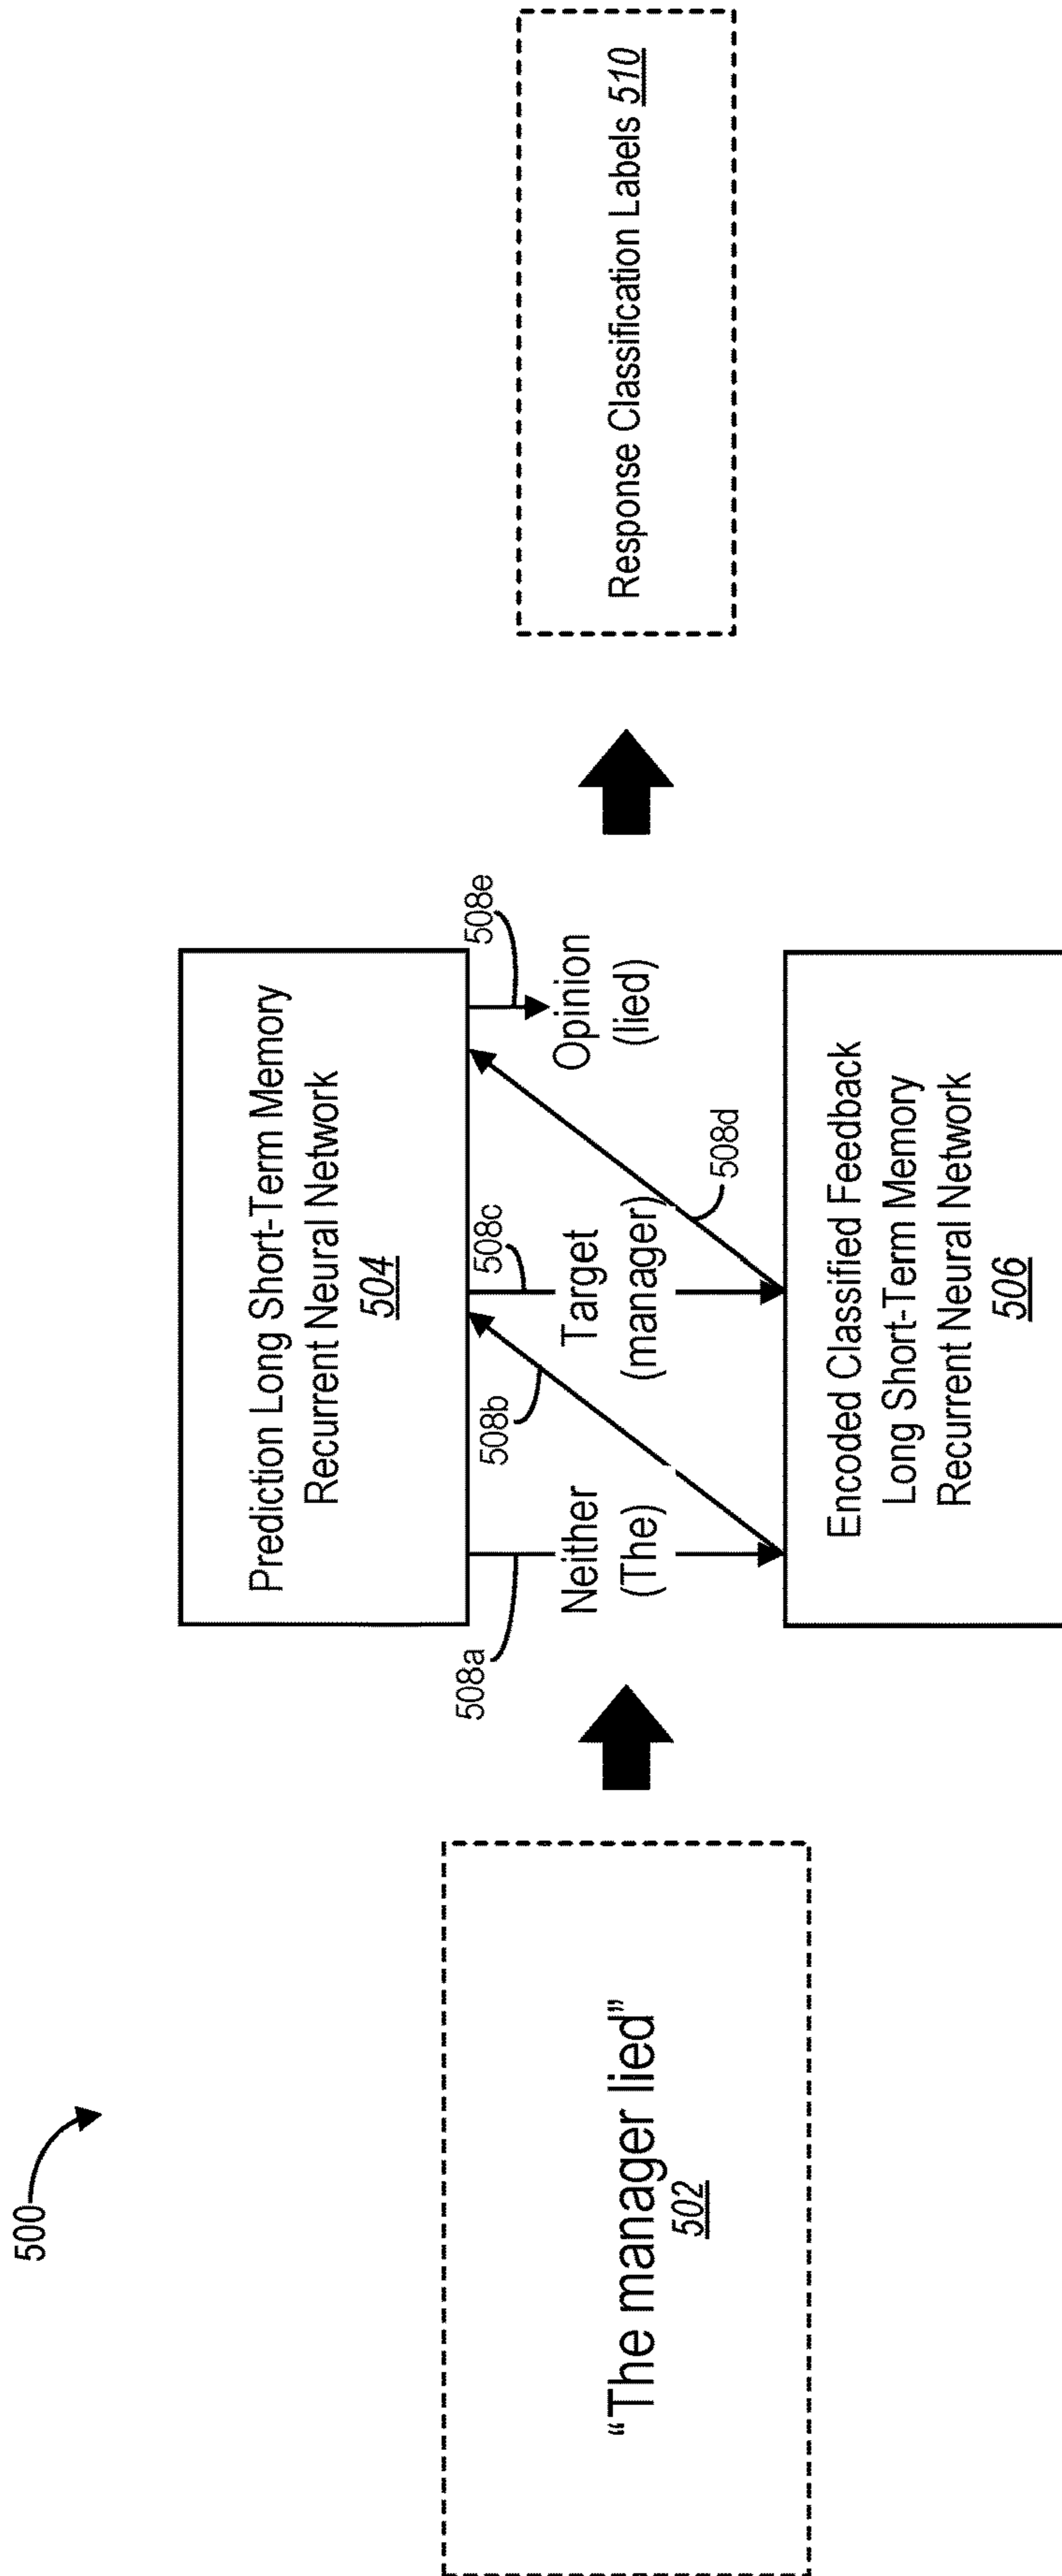 500
"The manager lied"
502
Prediction Long Short-Term Memory
Recurrent Neural Network
504
508a
508b
508c
508d
508e
Neither
(The)
Target
(manager)
Opinion
(lied)
Encoded Classified Feedback
Long Short-Term Memory
Recurrent Neural Network
506
Response Classification Labels 510